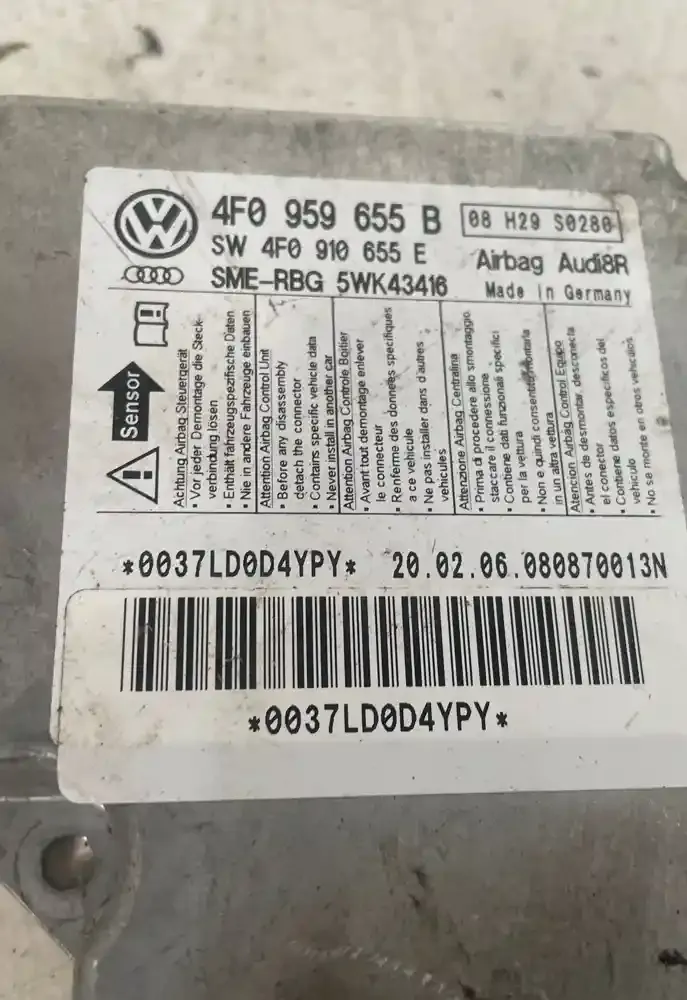 4F0 959 655 B
08 H29 S0280
SW 4F0 910 655 E
Airbag Audi8R
SME-RBG 5WK43416
Made in Germany
Sensor
Achtung Airbag Steuergerät
• Vor jeder Demontage die Steck-
verbindung lösen
• Enthält fahrzeugspezifische Daten
• Nie in andere Fahrzeuge einbauen
Attention Airbag Control Unit
• Before any disassembly
detach the connector
• Contains specific vehicle data
• Never install in another car
Attention Airbag Controle Boitier
• Avant tout demontage enlever
le connecteur
• Renferme des données specifiques
a ce vehicule
• Ne pas installer dans d'autres
vehicules
Attenzione Airbag Centralina
• Prima di procedere allo smontaggio
staccare il connessione
• Contiene dati funzionali specifici
per la vettura
• Non e quindi consentito montarla
in un altra vettura
Atencion Airbag Control Equipo
• Antes de desmontar, desconecta
el conector
• Contiene datos especificos del
vehiculo
• No se monte en otros vehiculos
*0037LD0D4YPY* 20.02.06.080870013N
*0037LD0D4YPY*